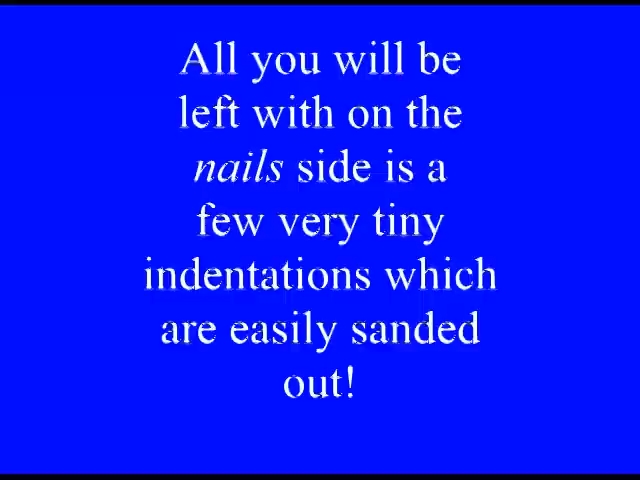 All you will be
left with on the
nails side is a
few very tiny
indentations which
are easily sanded
out!